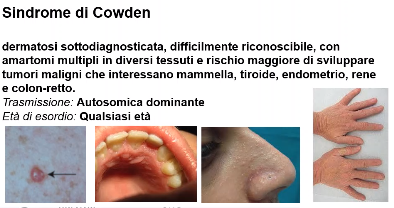 Sindrome di Cowden
dermatosi sottodiagnosticata, difficilmente riconoscibile, con
amartomi multipli in diversi tessuti e rischio maggiore di sviluppare
tumori maligni che interessano mammella, tiroide, endometrio, rene
e colon-retto.
Trasmissione: Autosomica dominante
Età di esordio: Qualsiasi età